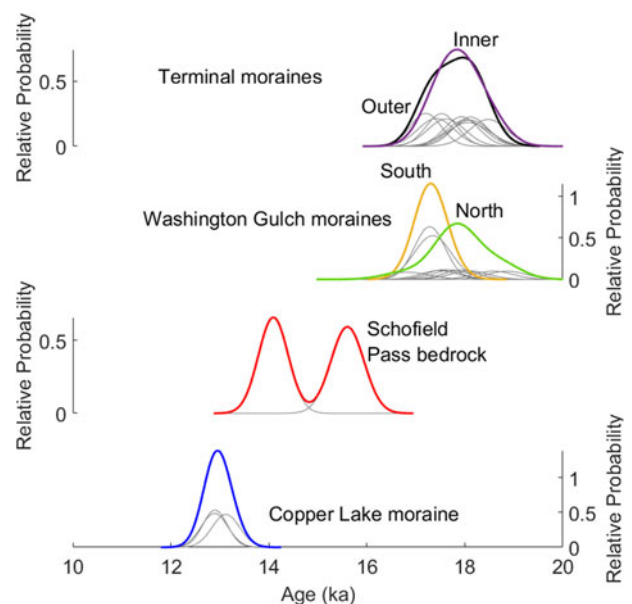 Inner
Terminal moraines
Outer
Relative Probability
0.5
0
South
North
Washington Gulch moraines
1
0.5
0
Relative Probability
Schofield
Pass bedrock
Relative Probability
0.5
0
Copper Lake moraine
1
0.5
0
Relative Probability
10
12
14
16
18
20
Age (ka)